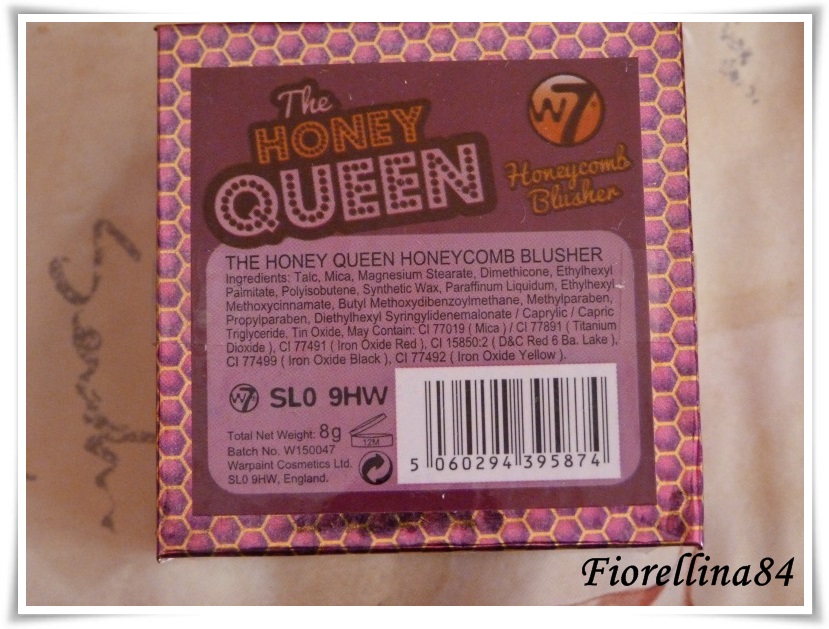 The
HONEY
QUEEN
W7
Honeycomb
Blusher
THE HONEY QUEEN HONEYCOMB BLUSHER
Ingredients: Talc, Mica, Magnesium Stearate, Dimethicone, Ethylhexyl
Palmitate, Polyisobutene, Synthetic Wax, Paraffinum Liquidum, Ethylhexyl
Methoxycinnamate, Butyl Methoxydibenzoylmethane, Methylparaben,
Propylparaben, Diethylhexyl Syringylidenemalonate / Caprylic / Capric
Triglyceride, Tin Oxide, May Contain: CI 77019 ( Mica ) / CI 77891 ( Titanium
Dioxide ), CI 77491 ( Iron Oxide Red ), CI 15850:2 ( D&C Red 6 Ba. Lake ),
CI 77499 ( Iron Oxide Black ), CI 77492 ( Iron Oxide Yellow ).
W7 SL0 9HW
Total Net Weight: 8g
12M
Batch No. W150047
Warpaint Cosmetics Ltd.
SL0 9HW, England.
5 060294 395874
Fiorellina84